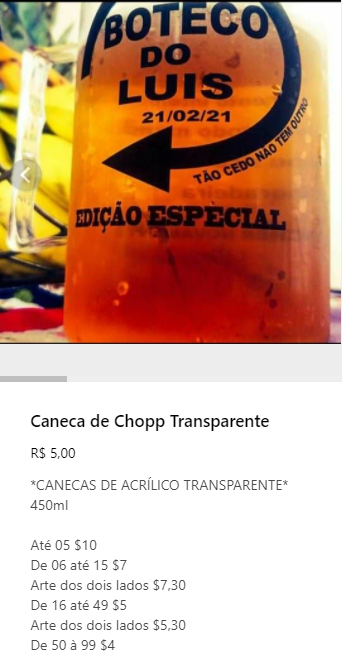 BOTECO
DO
LUIS
21/02/21
TÃO CEDO NÃO TEM OUTRO
EDIÇÃO ESPECIAL
Caneca de Chopp Transparente
R$ 5,00
*CANECAS DE ACRÍLICO TRANSPARENTE*
450ml
Até 05 $10
De 06 até 15 $7
Arte dos dois lados $7,30
De 16 até 49 $5
Arte dos dois lados $5,30
De 50 à 99 $4